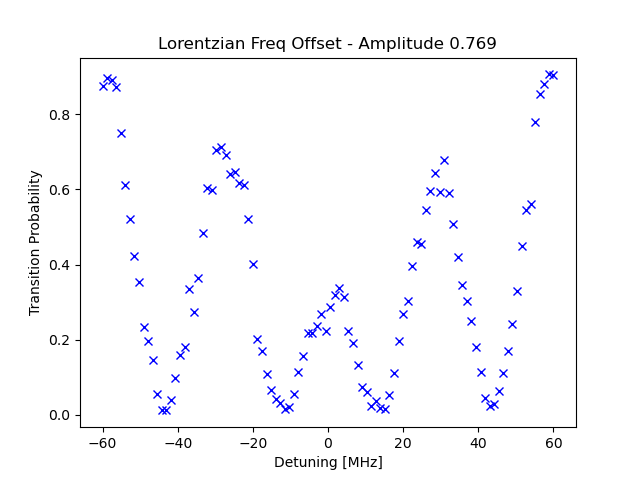 Lorentzian Freq Offset - Amplitude 0.769
Transition Probability
0.8
0.6
0.4
0.2
0.0
−60 −40 −20 0 20 40 60
Detuning [MHz]